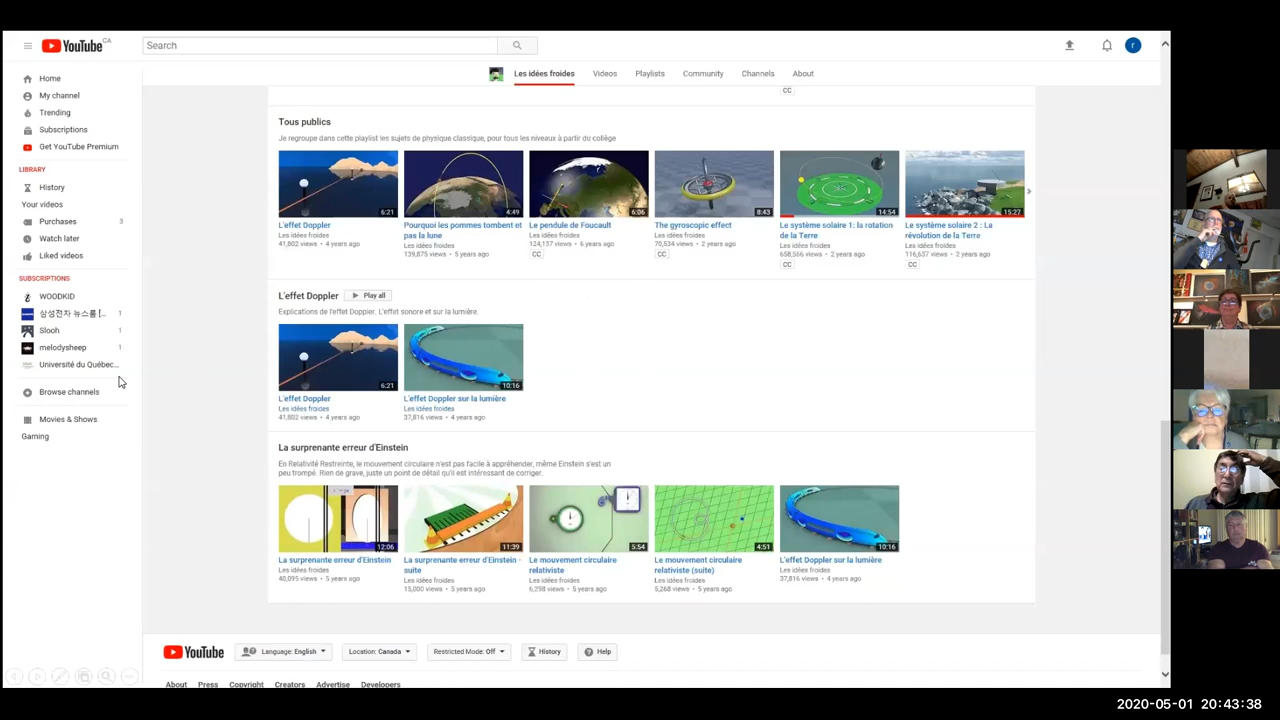 YouTube CA
Search
r
Home
My channel
Trending
Subscriptions
Get YouTube Premium
LIBRARY
History
Your videos
Purchases 3
Watch later
Liked videos
SUBSCRIPTIONS
WOODKID
삼성전자 뉴스룸 [... 1
Slooh 1
melodysheep 1
Université du Québec...
Browse channels
Movies & Shows
Gaming
Les idées froides Videos Playlists Community Channels About
CC
Tous publics
Je regroupe dans cette playlist les sujets de physique classique, pour tous les niveaux à partir du collège
6:21 4:49 6:06 8:43 14:54 15:27
L'effet Doppler
Les idées froides
41,802 views • 4 years ago
Pourquoi les pommes tombent et
pas la lune
Les idées froides
139,875 views • 5 years ago
Le pendule de Foucault
Les idées froides
124,157 views • 6 years ago
CC
The gyroscopic effect
Les idées froides
70,534 views • 2 years ago
CC
Le système solaire 1: la rotation
de la Terre
Les idées froides
658,566 views • 2 years ago
CC
Le système solaire 2 : La
révolution de la Terre
Les idées froides
116,637 views • 2 years ago
CC
L'effet Doppler Play all
Explications de l'effet Doppler. L'effet sonore et sur la lumière.
6:21 10:16
L'effet Doppler
Les idées froides
41,802 views • 4 years ago
L'effet Doppler sur la lumière
Les idées froides
37,816 views • 4 years ago
La surprenante erreur d'Einstein
En Relativité Restreinte, le mouvement circulaire n'est pas facile à appréhender, même Einstein s'est un
peu trompé. Rien de grave, juste un point de détail qu'il est intéressant de corriger.
12:06 11:39 5:54 4:51 10:16
La surprenante erreur d'Einstein
Les idées froides
40,095 views • 5 years ago
La surprenante erreur d'Einstein -
suite
Les idées froides
15,000 views • 5 years ago
Le mouvement circulaire
relativiste
Les idées froides
6,298 views • 5 years ago
Le mouvement circulaire
relativiste (suite)
Les idées froides
5,268 views • 5 years ago
L'effet Doppler sur la lumière
Les idées froides
37,816 views • 4 years ago
YouTube Language: English Location: Canada Restricted Mode: Off History Help
About Press Copyright Creators Advertise Developers
2020-05-01 20:43:38